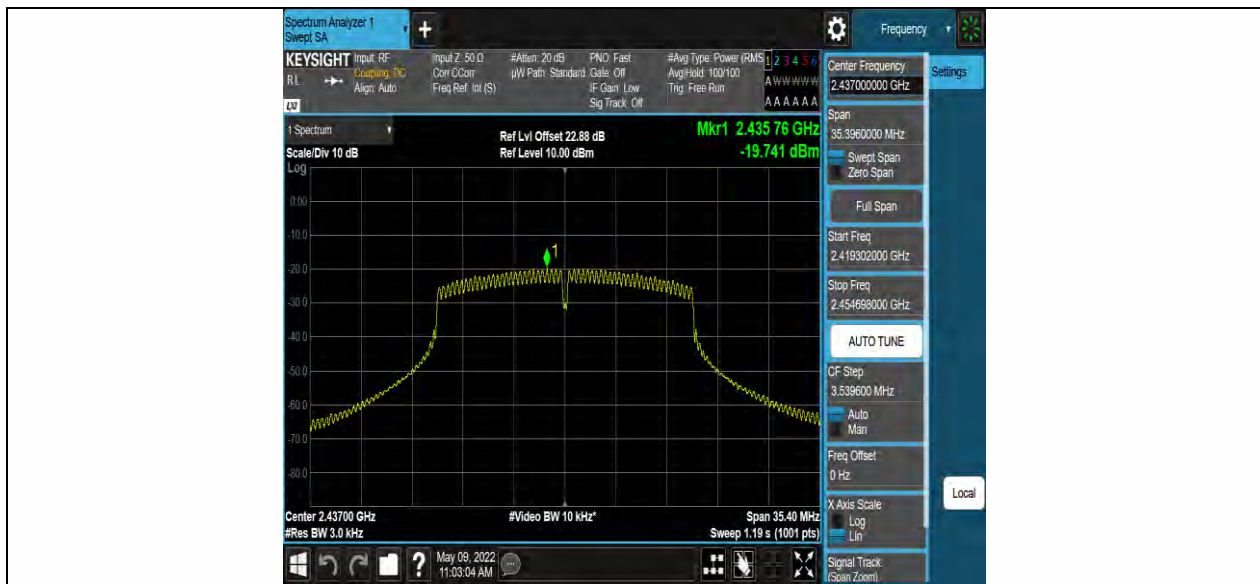 Spectrum Analyzer 1
Swept SA
+
Frequency
KEYSIGHT
RL
LXI
Input: RF
Coupling: DC
Align: Auto
Input Z: 50 Ω
Corr CCorr
Freq Ref: Int (S)
#Atten: 20 dB
µW Path: Standard
PNO: Fast
Gate: Off
IF Gain: Low
Sig Track: Off
#Avg Type: Power (RMS
Avg|Hold: 100/100
Trig: Free Run
1 2 3 4 5 6
A W W W W W
A A A A A A
1 Spectrum
Scale/Div 10 dB
Ref Lvl Offset 22.88 dB
Ref Level 10.00 dBm
Mkr1 2.435 76 GHz
-19.741 dBm
Log
0.00
-10.0
-20.0
-30.0
-40.0
-50.0
-60.0
-70.0
-80.0
1
Center 2.43700 GHz
#Res BW 3.0 kHz
#Video BW 10 kHz*
Span 35.40 MHz
Sweep 1.19 s (1001 pts)
Center Frequency
2.437000000 GHz
Settings
Span
35.3960000 MHz
Swept Span
Zero Span
Full Span
Start Freq
2.419302000 GHz
Stop Freq
2.454698000 GHz
AUTO TUNE
CF Step
3.539600 MHz
Auto
Man
Freq Offset
0 Hz
X Axis Scale
Log
Lin
Signal Track
(Span Zoom)
Local
?
May 09, 2022
11:03:04 AM